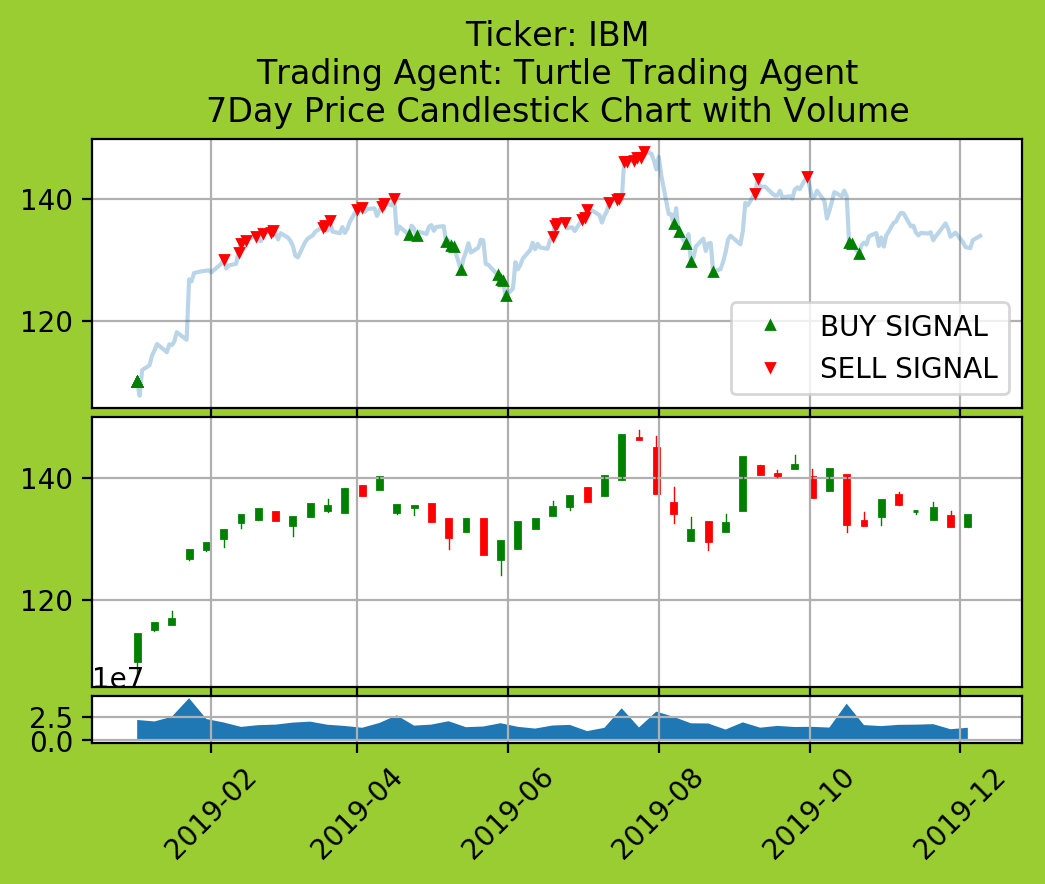 Ticker: IBM
Trading Agent: Turtle Trading Agent
7Day Price Candlestick Chart with Volume
140
120
BUY SIGNAL
SELL SIGNAL
140
120
1e7
2.5
0.0
2019-02
2019-04
2019-06
2019-08
2019-10
2019-12